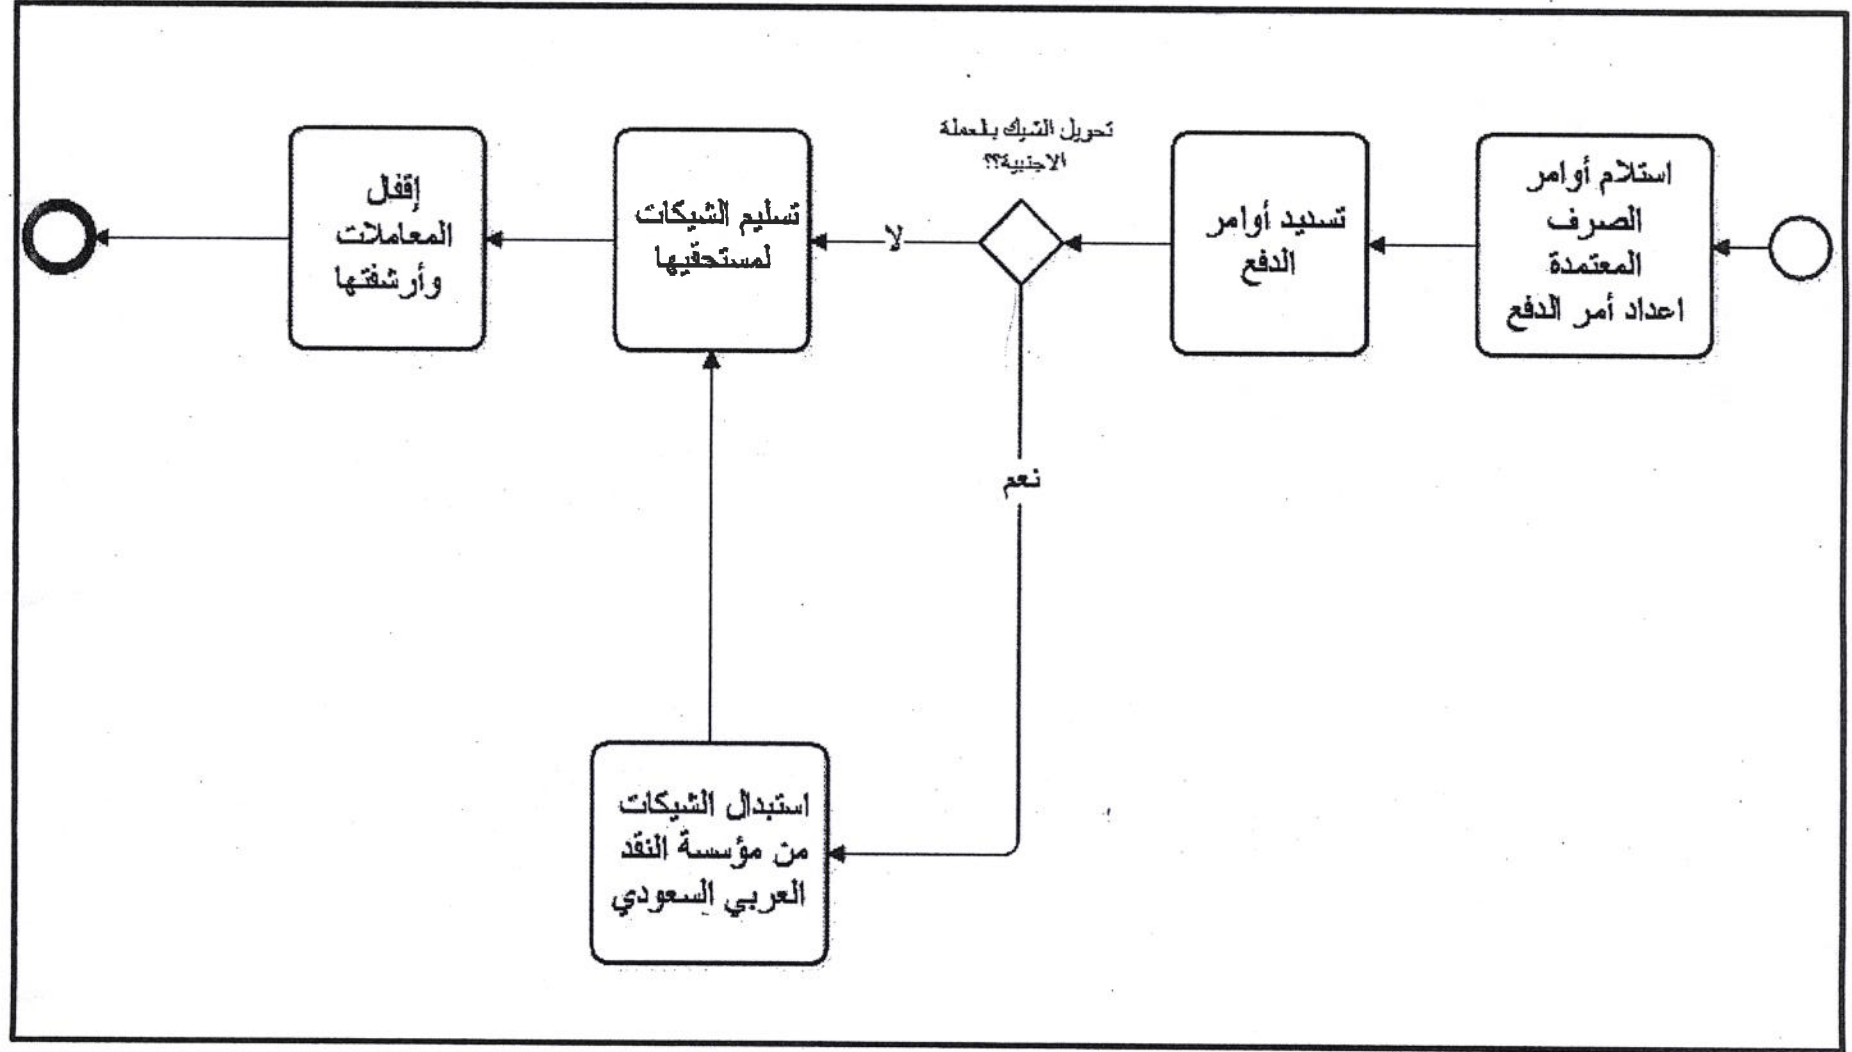 استلام أوامر
الصرف
المعتمدة
اعداد أمر الدفع
تسديد أوامر
الدفع
تحويل الشيك بالعملة
الاجنبية؟؟
لا
نعم
تسليم الشيكات
لمستحقيها
إقفال
المعاملات
وأرشفتها
استبدال الشيكات
من مؤسسة النقد
العربي السعودي